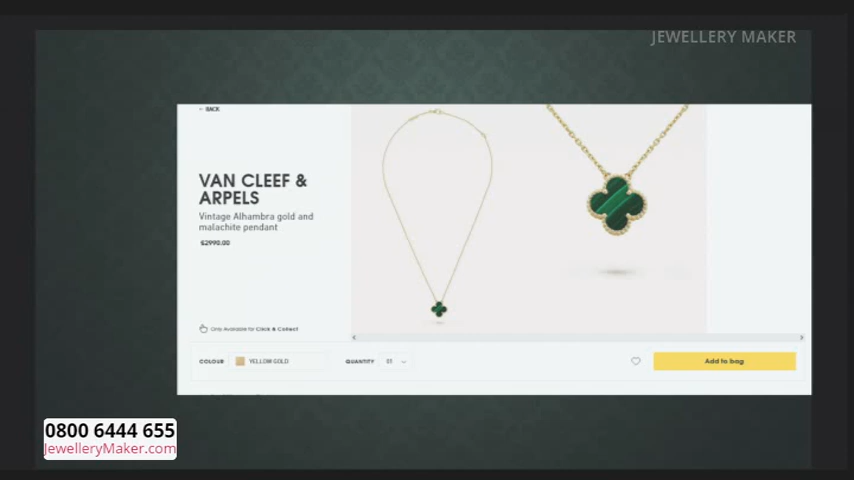 JEWELLERY MAKER
← BACK
VAN CLEEF &
ARPELS
Vintage Alhambra gold and
malachite pendant
£2990.00
Only Available for Click & Collect
COLOUR YELLOW GOLD QUANTITY 01 Add to bag
0800 6444 655
JewelleryMaker.com